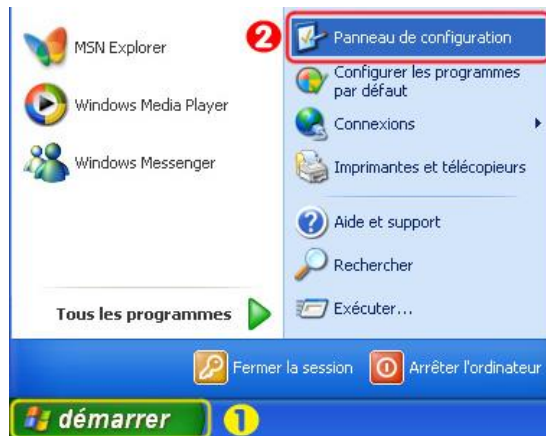 MSN Explorer
Windows Media Player
Windows Messenger
Tous les programmes
2
Panneau de configuration
Configurer les programmes
par défaut
Connexions
Imprimantes et télécopieurs
Aide et support
Rechercher
Exécuter...
Fermer la session
Arrêter l'ordinateur
démarrer
1